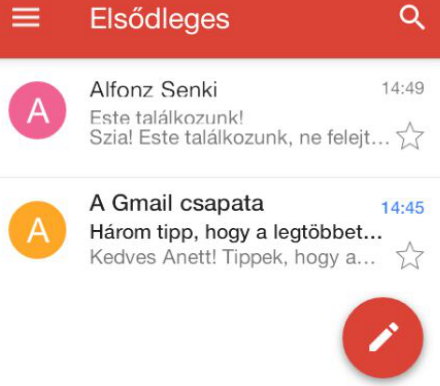 Elsődleges
Alfonz Senki 14:49
Este találkozunk!
Szia! Este találkozunk, ne felejt...
A
A Gmail csapata 14:45
Három tipp, hogy a legtöbbet...
Kedves Anett! Tippek, hogy a...
A